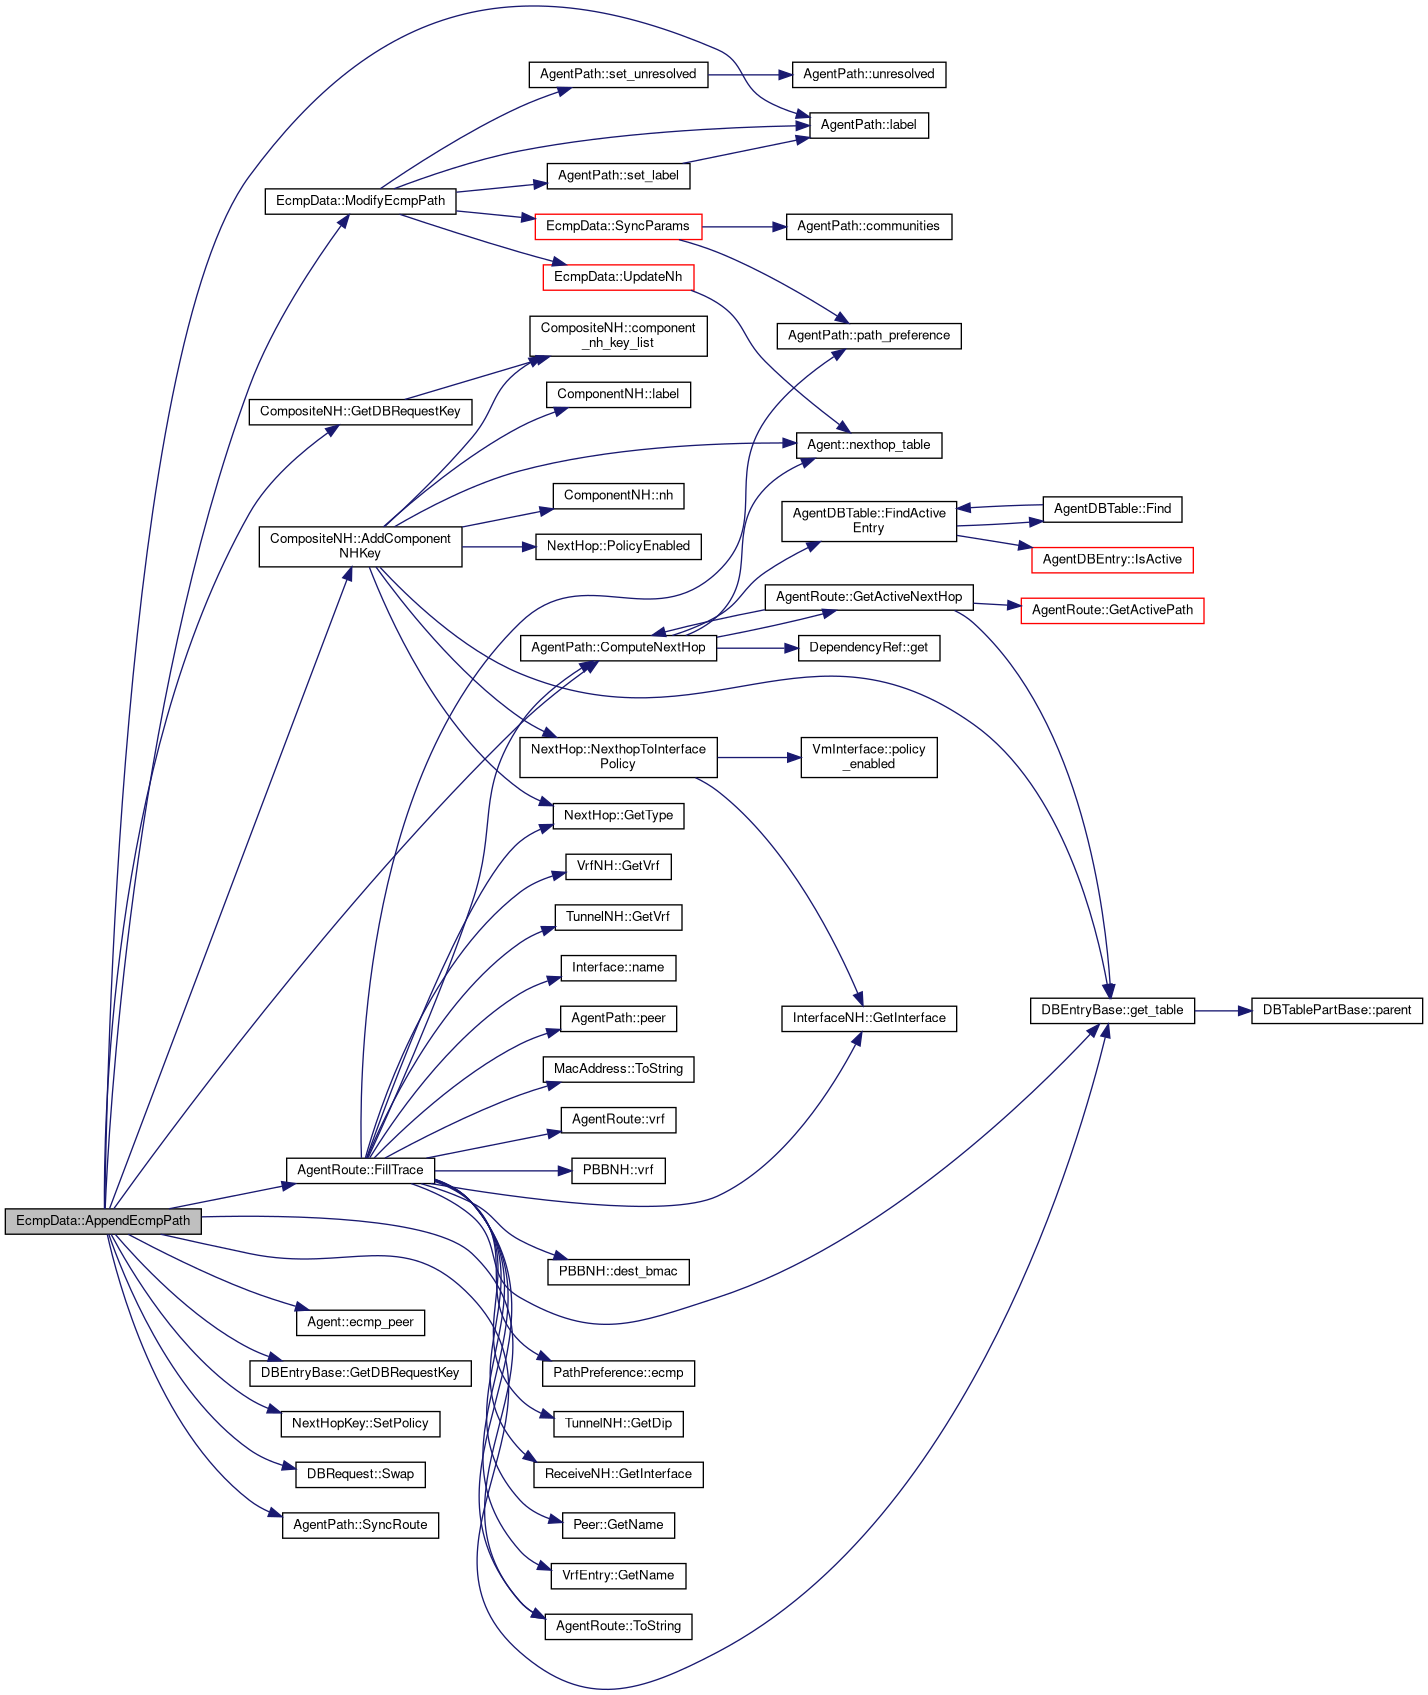 AgentPath::set_unresolved
AgentPath::unresolved
AgentPath::label
AgentPath::set_label
EcmpData::ModifyEcmpPath
EcmpData::SyncParams
AgentPath::communities
EcmpData::UpdateNh
AgentPath::path_preference
CompositeNH::component
_nh_key_list
ComponentNH::label
CompositeNH::GetDBRequestKey
Agent::nexthop_table
ComponentNH::nh
AgentDBTable::FindActive
Entry
AgentDBTable::Find
CompositeNH::AddComponent
NHKey
NextHop::PolicyEnabled
AgentDBEntry::IsActive
AgentRoute::GetActiveNextHop
AgentRoute::GetActivePath
AgentPath::ComputeNextHop
DependencyRef::get
NextHop::NexthopToInterface
Policy
VmInterface::policy
_enabled
NextHop::GetType
VrfNH::GetVrf
TunnelNH::GetVrf
Interface::name
AgentPath::peer
InterfaceNH::GetInterface
DBEntryBase::get_table
DBTablePartBase::parent
MacAddress::ToString
AgentRoute::vrf
AgentRoute::FillTrace
PBBNH::vrf
EcmpData::AppendEcmpPath
PBBNH::dest_bmac
Agent::ecmp_peer
DBEntryBase::GetDBRequestKey
PathPreference::ecmp
NextHopKey::SetPolicy
TunnelNH::GetDip
DBRequest::Swap
ReceiveNH::GetInterface
AgentPath::SyncRoute
Peer::GetName
VrfEntry::GetName
AgentRoute::ToString